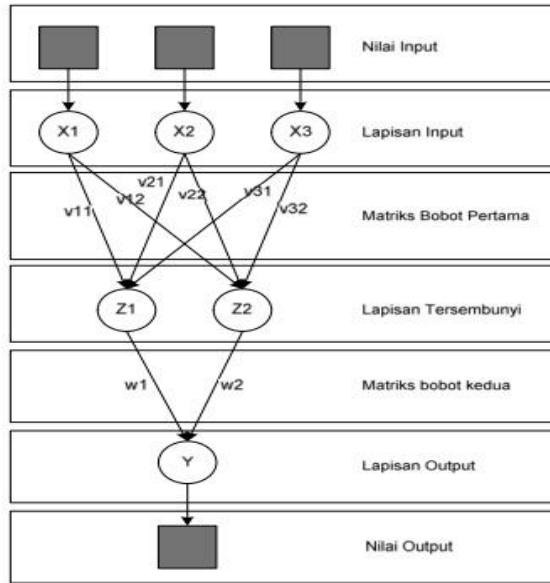 Nilai Input
X1 X2 X3 Lapisan Input
v11 v12 v21 v22 v31 v32 Matriks Bobot Pertama
Z1 Z2 Lapisan Tersembunyi
w1 w2 Matriks bobot kedua
Y Lapisan Output
Nilai Output